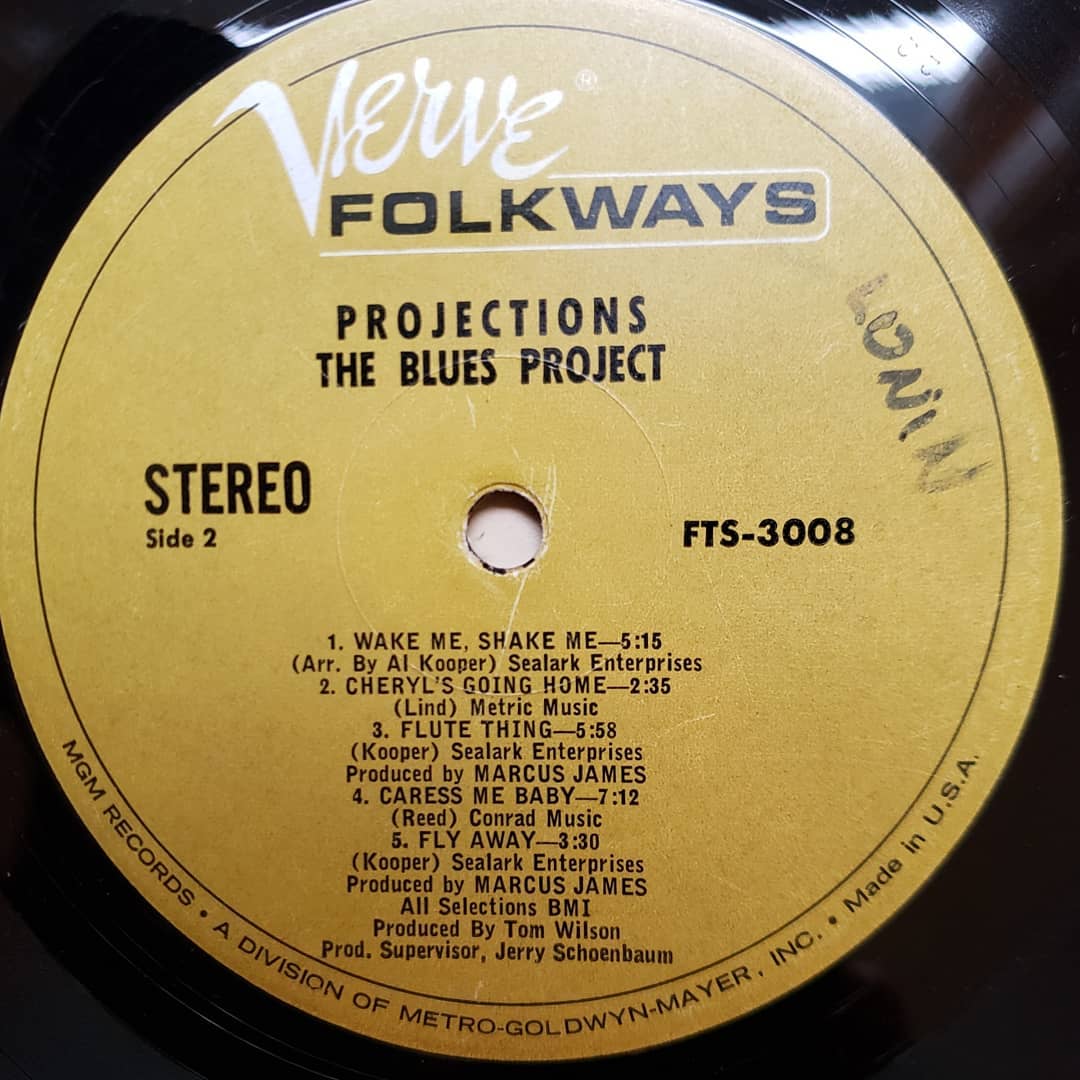 Verve ®
FOLKWAYS
PROJECTIONS
THE BLUES PROJECT
LONIN
STEREO
Side 2
FTS-3008
1. WAKE ME, SHAKE ME—5:15
(Arr. By Al Kooper) Sealark Enterprises
2. CHERYL'S GOING HOME—2:35
(Lind) Metric Music
3. FLUTE THING—5:58
(Kooper) Sealark Enterprises
Produced by MARCUS JAMES
4. CARESS ME BABY—7:12
(Reed) Conrad Music
5. FLY AWAY—3:30
(Kooper) Sealark Enterprises
Produced by MARCUS JAMES
All Selections BMI
Produced By Tom Wilson
Prod. Supervisor, Jerry Schoenbaum
MGM RECORDS • A DIVISION OF METRO-GOLDWYN-MAYER, INC. • Made in U.S.A.